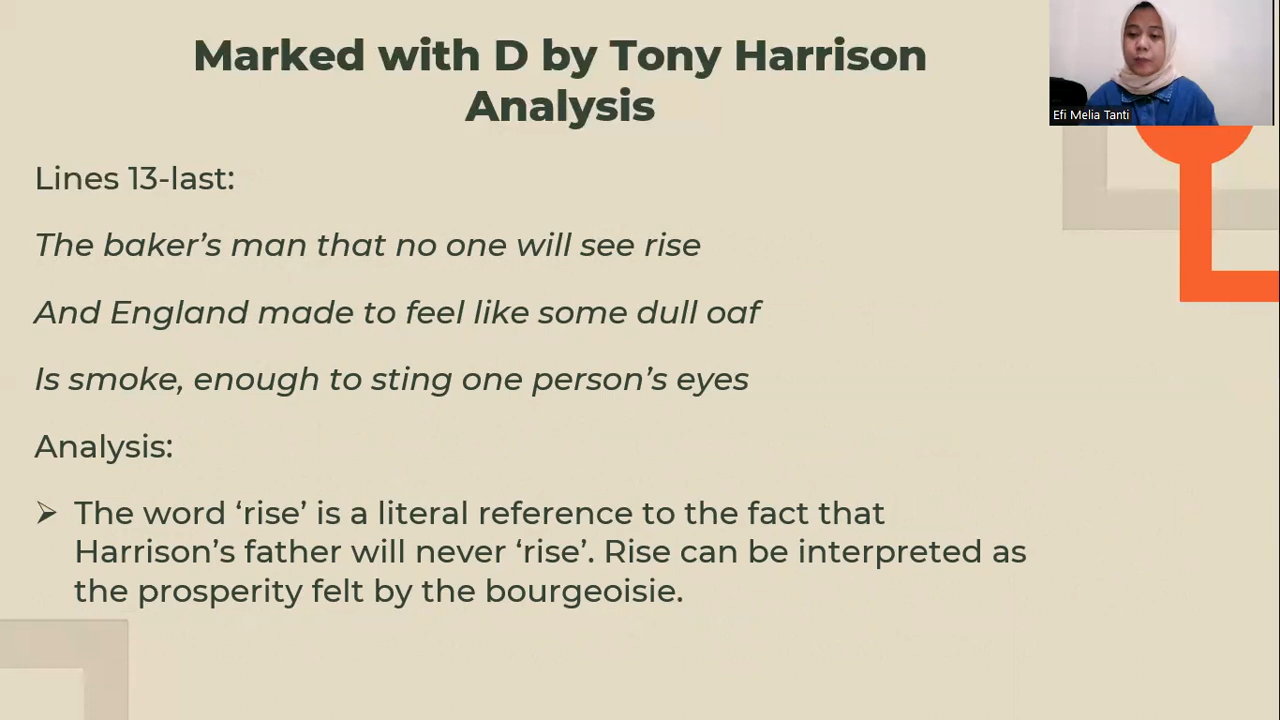 Marked with D by Tony Harrison
Analysis
Efi Melia Tanti
Lines 13-last:
The baker’s man that no one will see rise
And England made to feel like some dull oaf
Is smoke, enough to sting one person’s eyes
Analysis:
➢ The word ‘rise’ is a literal reference to the fact that
Harrison’s father will never ‘rise’. Rise can be interpreted as
the prosperity felt by the bourgeoisie.